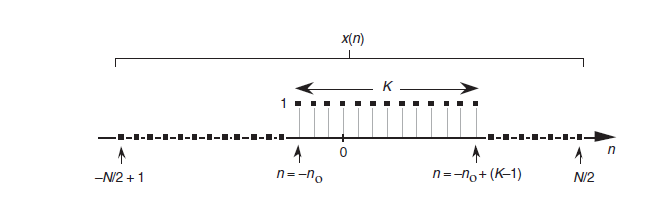 x(n)
K
1
0
n
−N/2 + 1
n = −nₒ
n = −nₒ + (K−1)
N/2